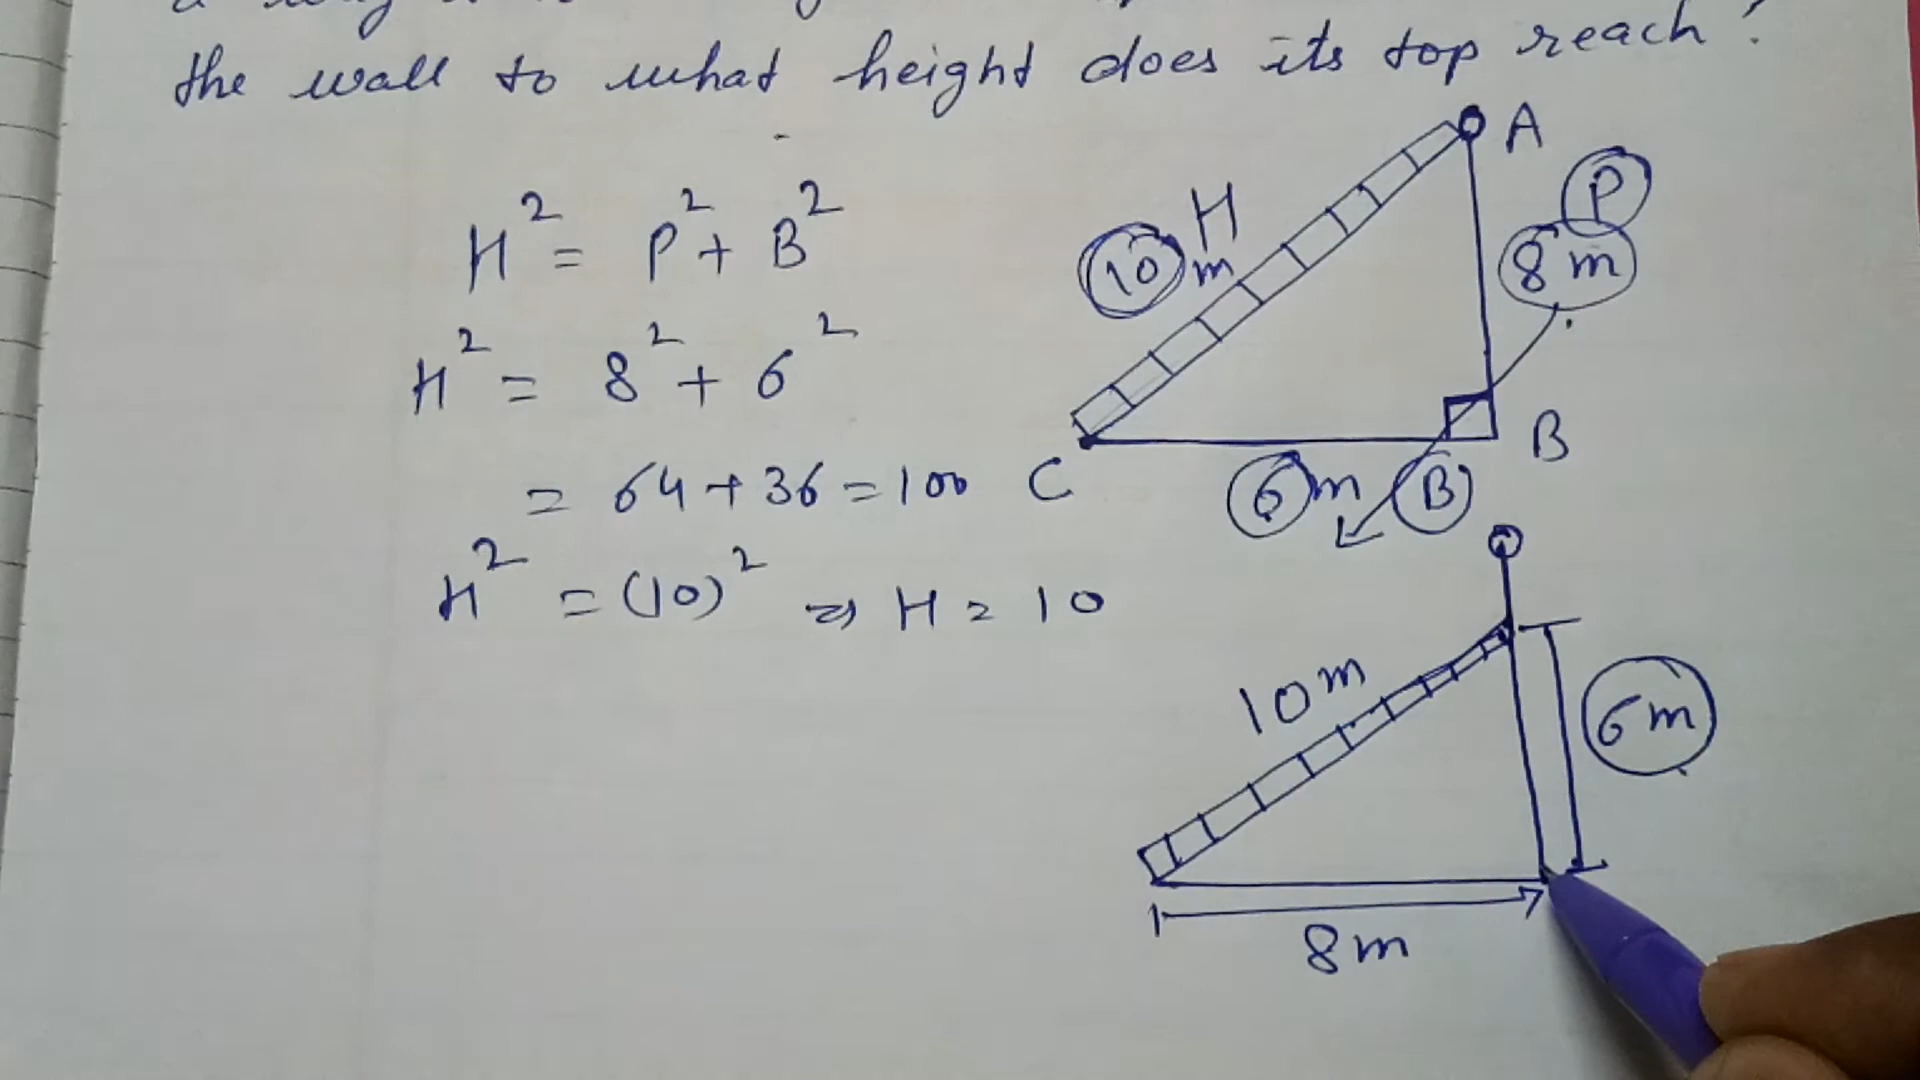 the wall to what height does its top reach?
H² = P² + B²
H² = 8² + 6²
= 64 + 36 = 100
H² = (10)² ⇒ H = 10
A
P
H
10 m
8 m
C
B
6 m
B
10 m
6 m
8 m